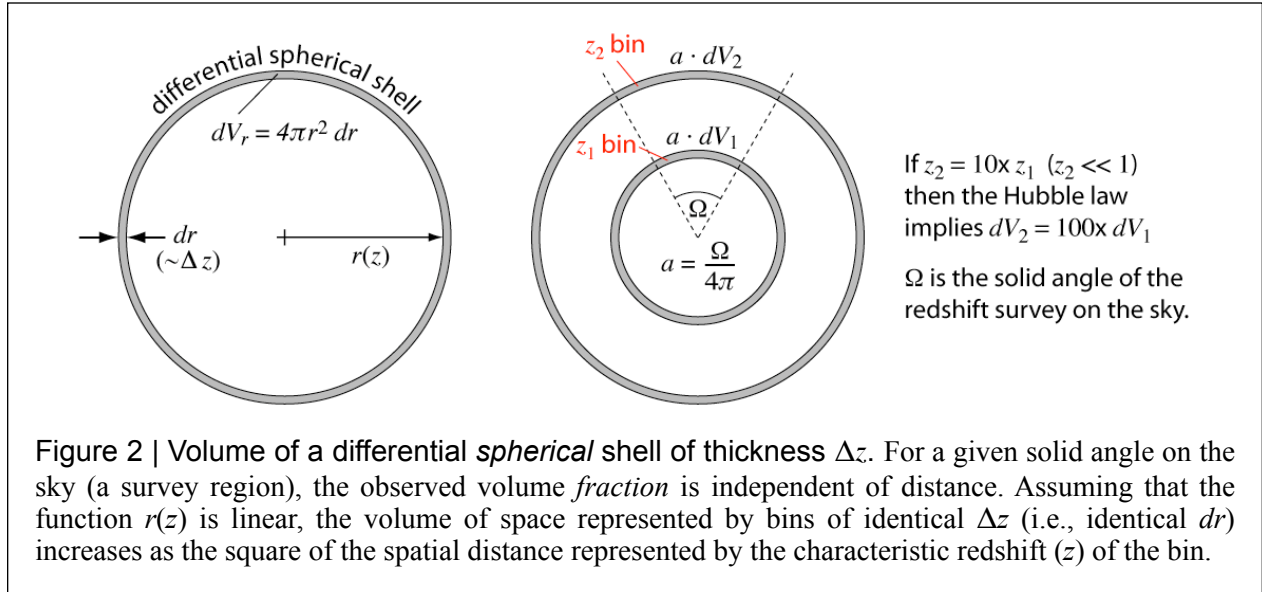 differential spherical shell
dV_r = 4πr² dr
dr
(~Δz)
r(z)
z₂ bin
a · dV₂
z₁ bin
a · dV₁
Ω
a = Ω/4π
If z₂ = 10x z₁ (z₂ << 1)
then the Hubble law
implies dV₂ = 100x dV₁
Ω is the solid angle of the
redshift survey on the sky.
Figure 2 | Volume of a differential spherical shell of thickness Δz. For a given solid angle on the
sky (a survey region), the observed volume fraction is independent of distance. Assuming that the
function r(z) is linear, the volume of space represented by bins of identical Δz (i.e., identical dr)
increases as the square of the spatial distance represented by the characteristic redshift (z) of the bin.